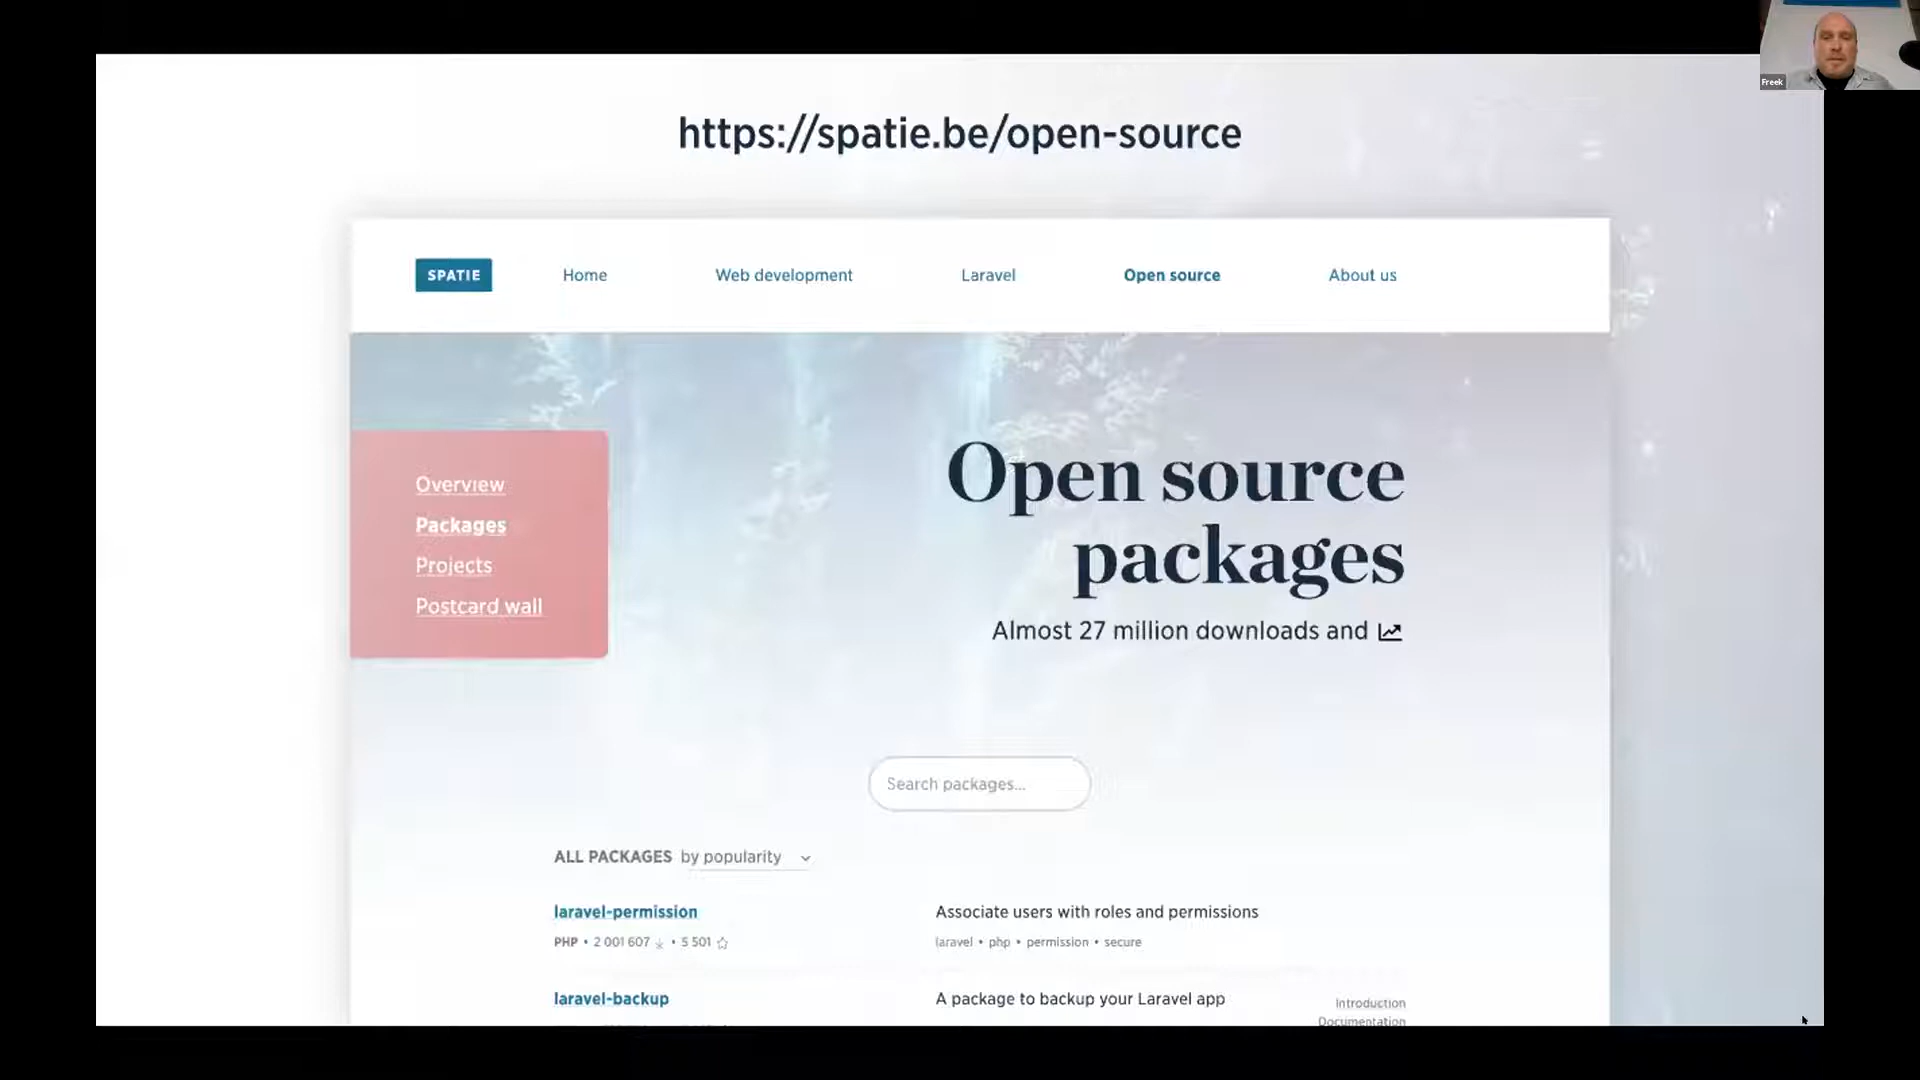 Freek
https://spatie.be/open-source
SPATIE Home Web development Laravel Open source About us
Overview
Packages
Projects
Postcard wall
Open source
packages
Almost 27 million downloads and
Search packages...
ALL PACKAGES by popularity
laravel-permission Associate users with roles and permissions
PHP • 2 001 607 • 5 501 laravel • php • permission • secure
laravel-backup A package to backup your Laravel app Introduction
Documentation